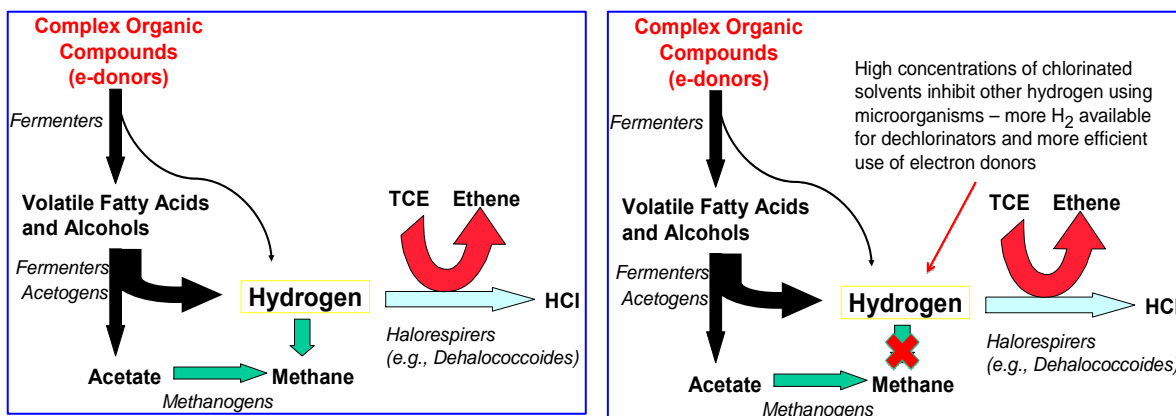 Complex Organic
Compounds
(e-donors)
Fermenters
Volatile Fatty Acids
and Alcohols
TCE Ethene
Fermenters
Acetogens
Hydrogen
HCl
Halorespirers
(e.g., Dehalococcoides)
Acetate
Methane
Methanogens
Complex Organic
Compounds
(e-donors)
High concentrations of chlorinated
solvents inhibit other hydrogen using
microorganisms – more H2 available
for dechlorinators and more efficient
use of electron donors
Fermenters
Volatile Fatty Acids
and Alcohols
TCE Ethene
Fermenters
Acetogens
Hydrogen
HCl
Halorespirers
(e.g., Dehalococcoides)
Acetate
Methane
Methanogens